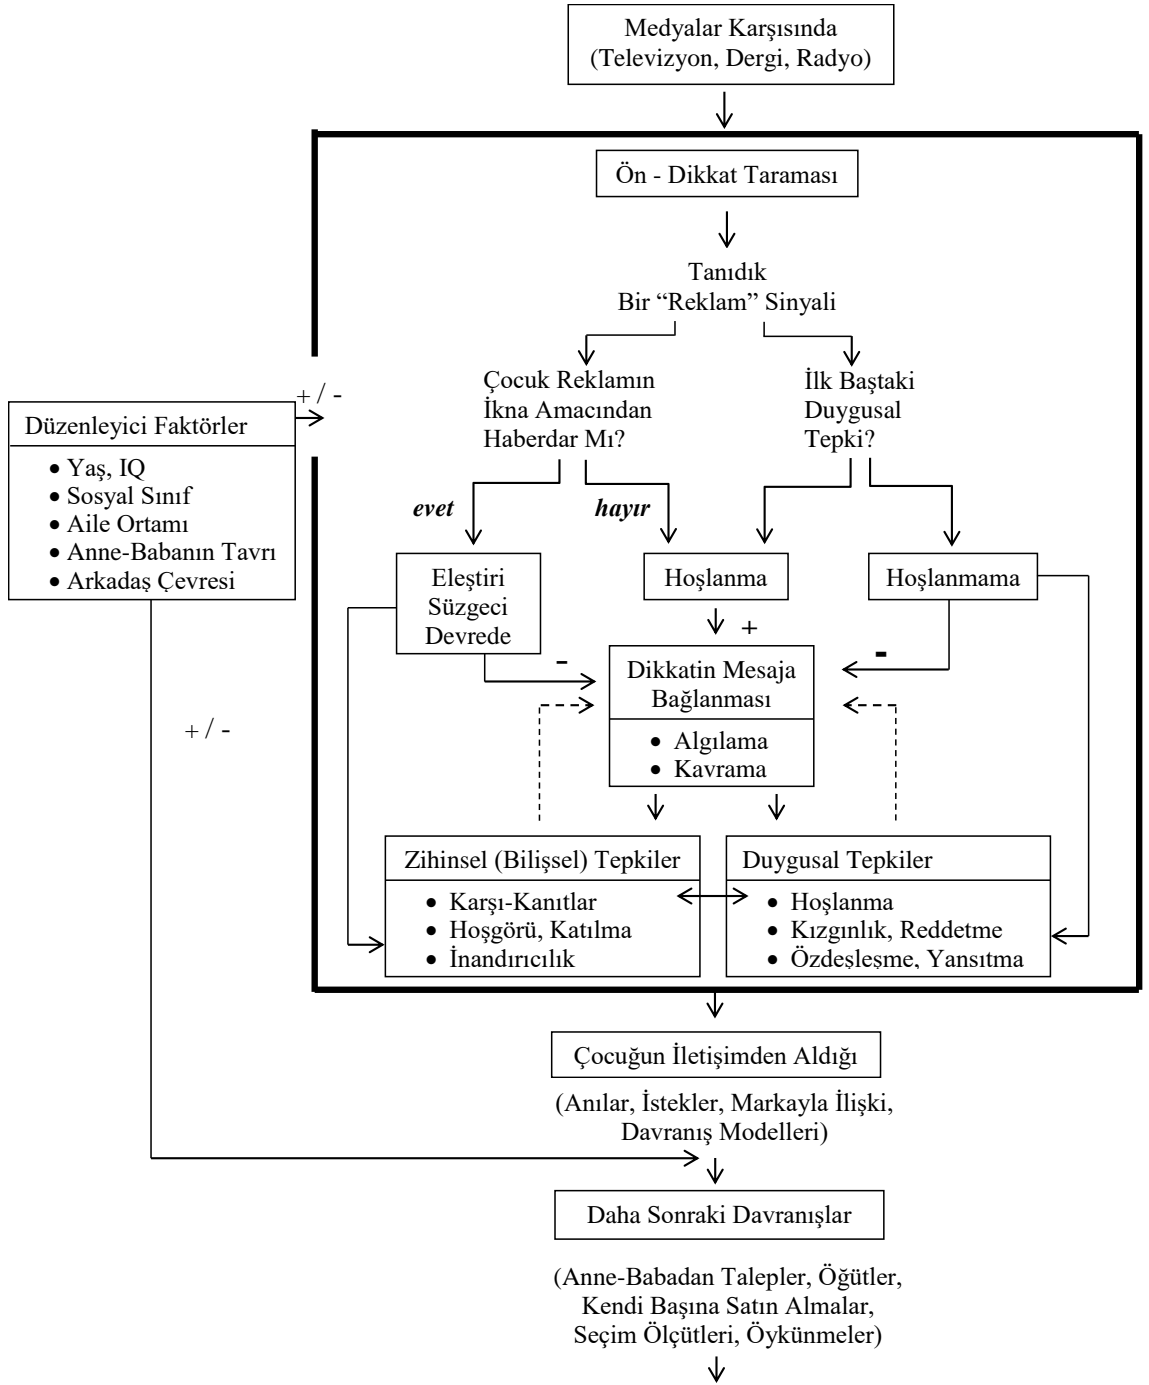 Medyalar Karşısında
(Televizyon, Dergi, Radyo)
Ön - Dikkat Taraması
Tanıdık
Bir “Reklam” Sinyali
Çocuk Reklamın
İkna Amacından
Haberdar Mı?
İlk Baştaki
Duygusal
Tepki?
+ / -
Düzenleyici Faktörler
• Yaş, IQ
• Sosyal Sınıf
• Aile Ortamı
• Anne-Babanın Tavrı
• Arkadaş Çevresi
evet
hayır
Eleştiri
Süzgeci
Devrede
Hoşlanma
Hoşlanmama
+
-
-
Dikkatin Mesaja
Bağlanması
• Algılama
• Kavrama
+ / -
Zihinsel (Bilişsel) Tepkiler
• Karşı-Kanıtlar
• Hoşgörü, Katılma
• İnandırıcılık
Duygusal Tepkiler
• Hoşlanma
• Kızgınlık, Reddetme
• Özdeşleşme, Yansıtma
Çocuğun İletişimden Aldığı
(Anılar, İstekler, Markayla İlişki,
Davranış Modelleri)
Daha Sonraki Davranışlar
(Anne-Babadan Talepler, Öğütler,
Kendi Başına Satın Almalar,
Seçim Ölçütleri, Öykünmeler)